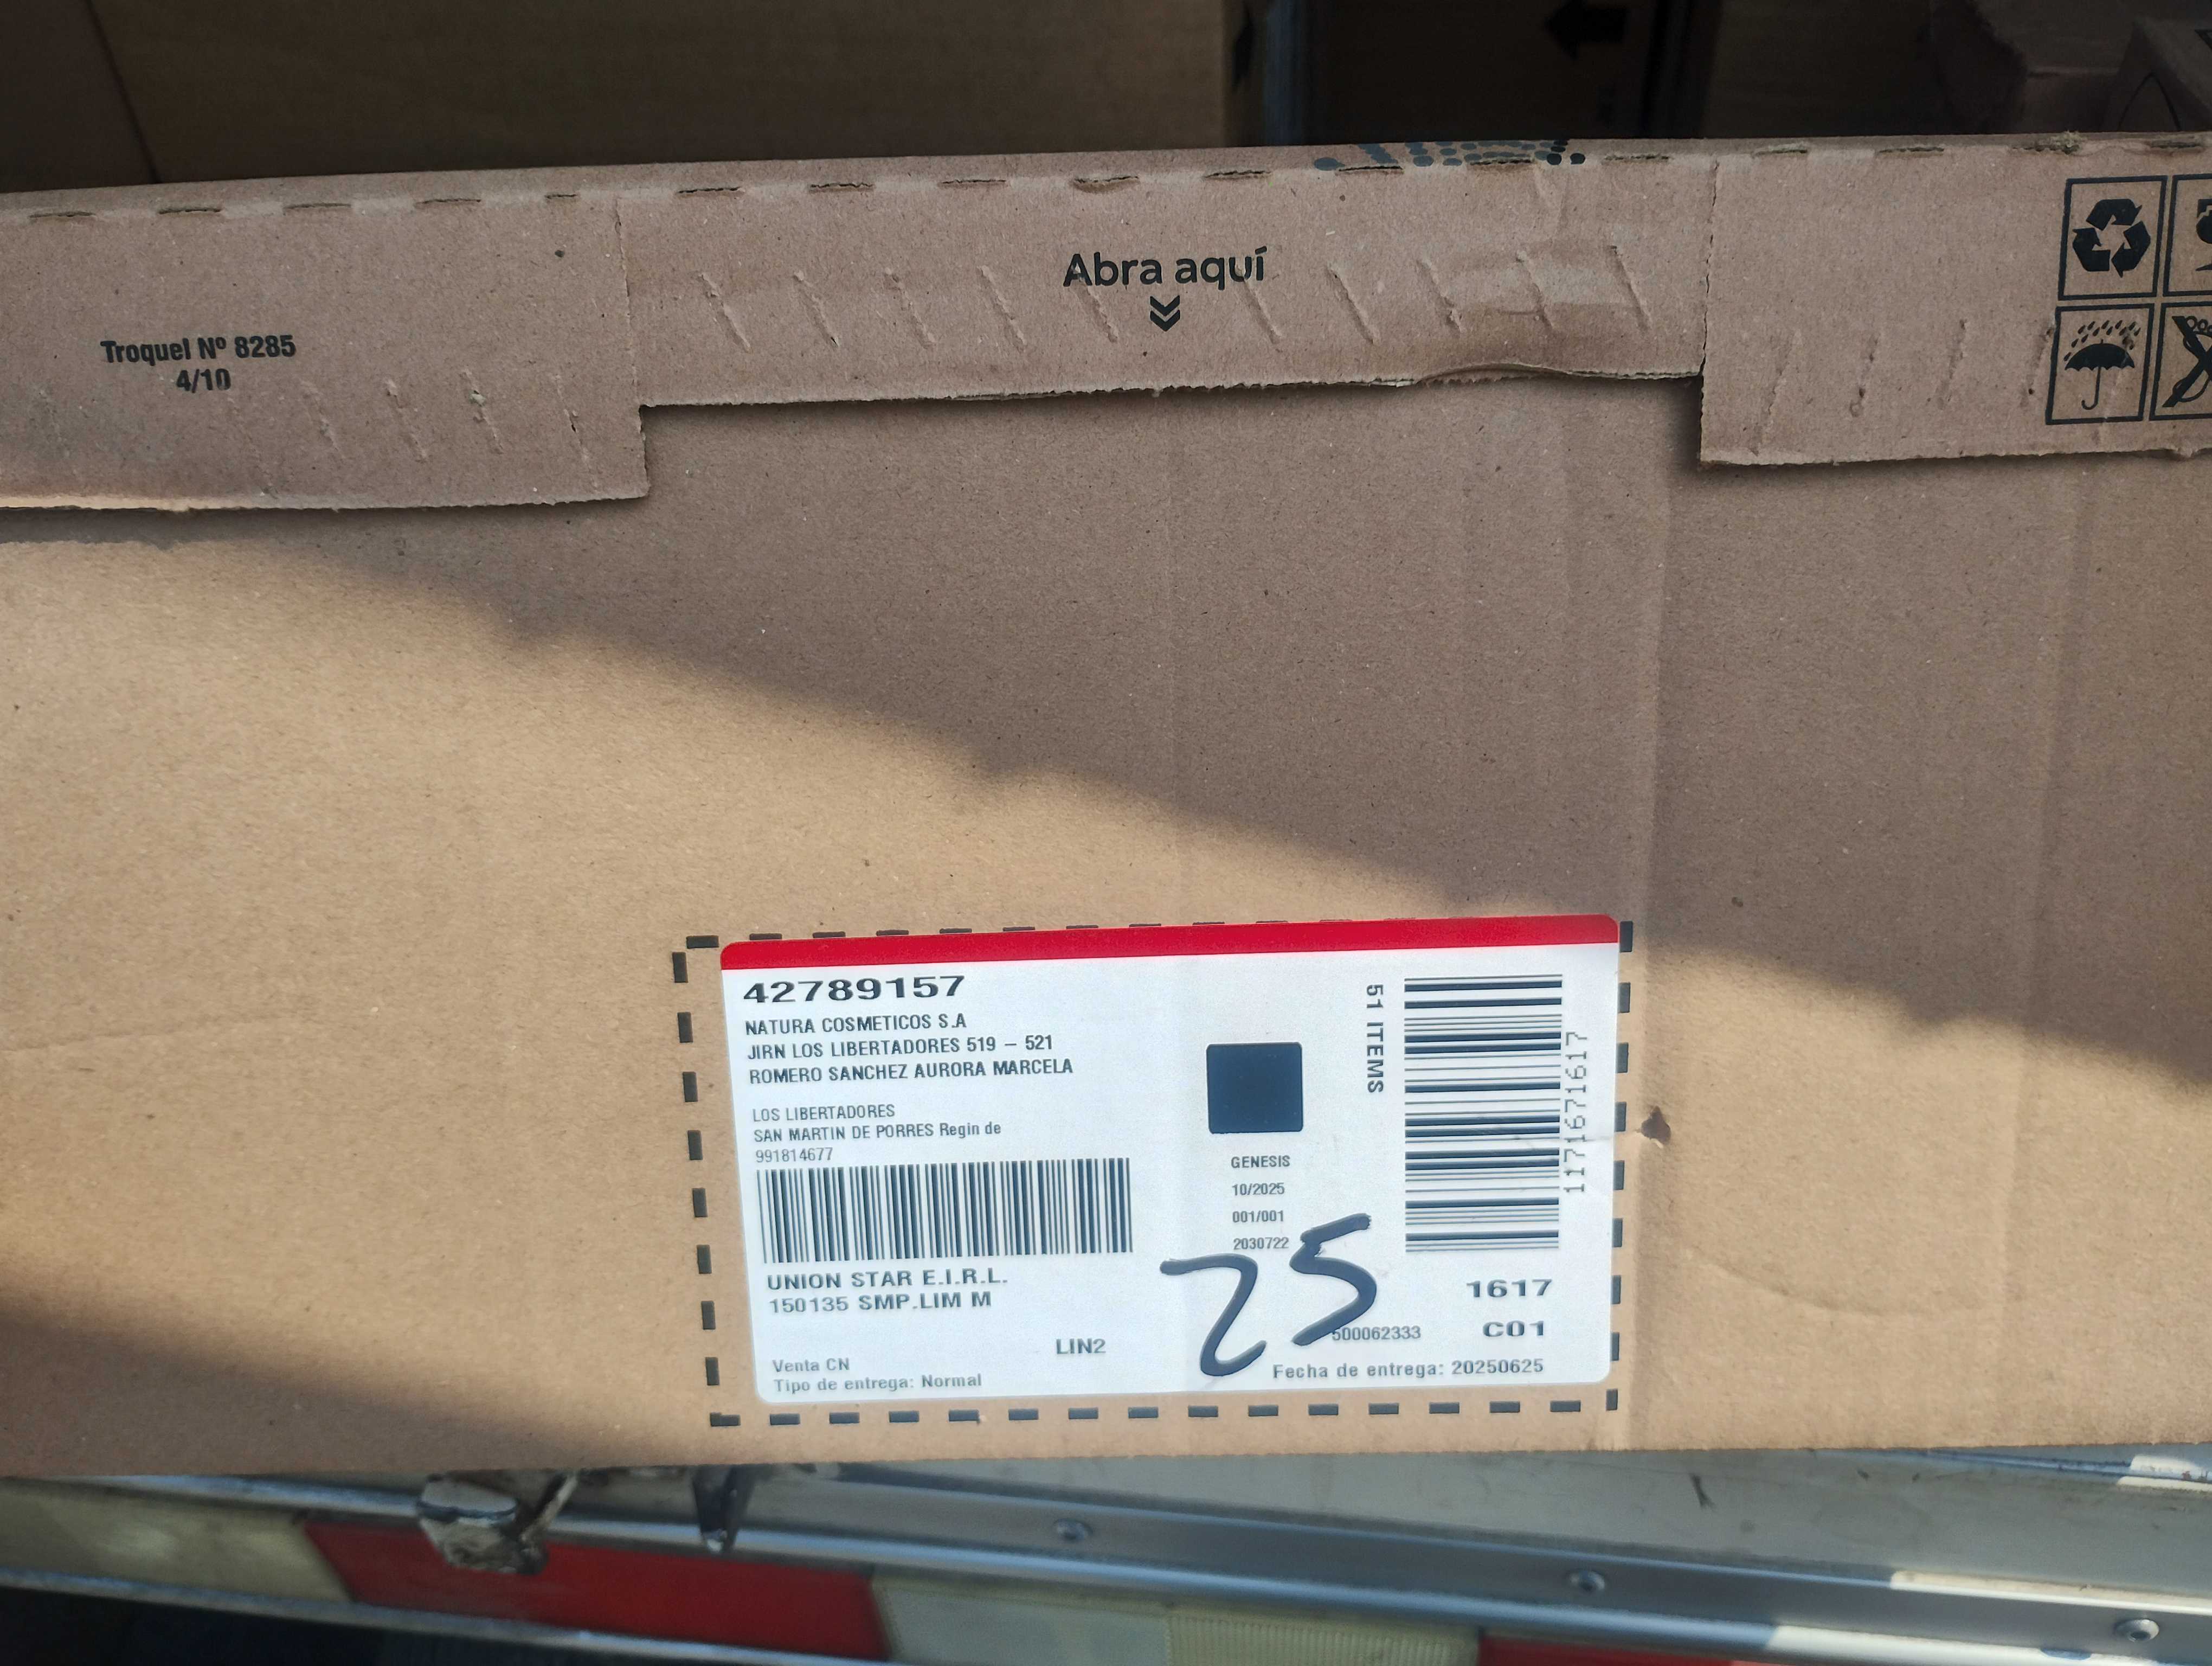 Abra aquí
Troquel Nº 8285
4/10
42789157
NATURA COSMETICOS S.A
JIRN LOS LIBERTADORES 519 – 521
ROMERO SANCHEZ AURORA MARCELA
LOS LIBERTADORES
SAN MARTIN DE PORRES Regin de
991814677
UNION STAR E.I.R.L.
150135 SMP.LIM M
LIN2
Venta CN
Tipo de entrega: Normal
GENESIS
10/2025
001/001
2030722
25
51 ITEMS
1171671617
1617
500062333
C01
Fecha de entrega: 20250625